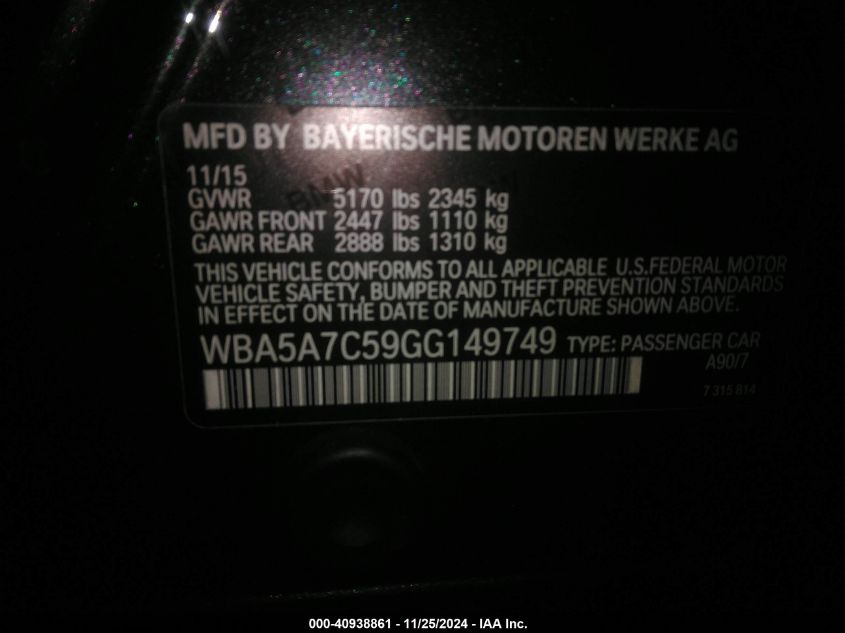 MFD BY BAYERISCHE MOTOREN WERKE AG
11/15
BMW
GVWR 5170 lbs 2345 kg
GAWR FRONT 2447 lbs 1110 kg
GAWR REAR 2888 lbs 1310 kg
THIS VEHICLE CONFORMS TO ALL APPLICABLE U.S.FEDERAL MOTOR
VEHICLE SAFETY, BUMPER AND THEFT PREVENTION STANDARDS
IN EFFECT ON THE DATE OF MANUFACTURE SHOWN ABOVE.
WBA5A7C59GG149749 TYPE: PASSENGER CAR
A90/7
7 315 814
000-40938861 - 11/25/2024 - IAA Inc.